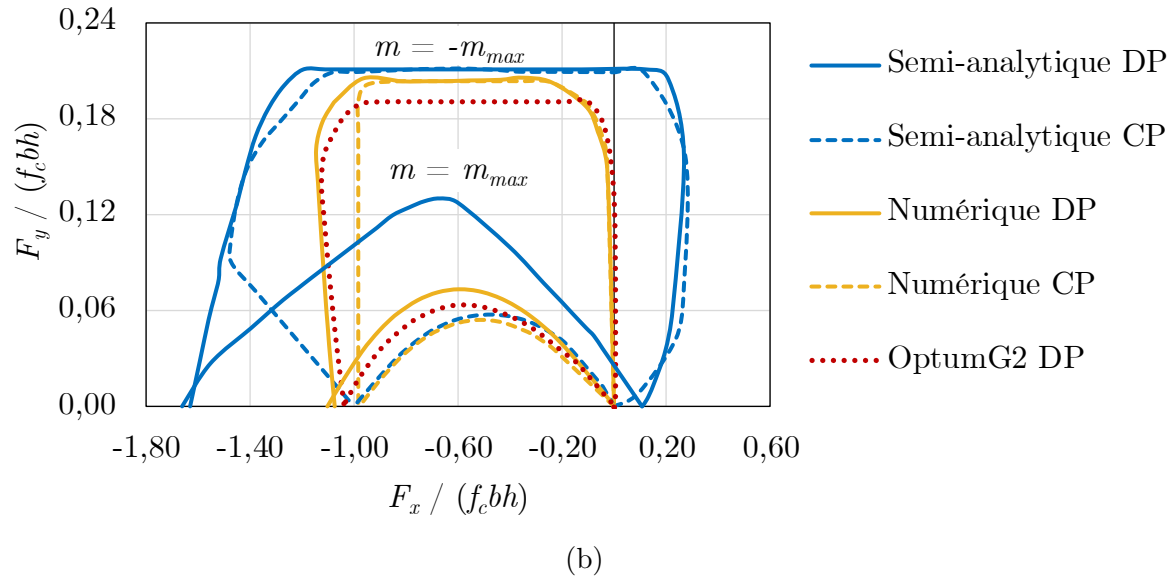 0,24
0,18
0,12
0,06
0,00
F_y / (f_c bh)
m = -m_max
m = m_max
-1,80 -1,40 -1,00 -0,60 -0,20 0,20 0,60
F_x / (f_c bh)
Semi-analytique DP
Semi-analytique CP
Numérique DP
Numérique CP
OptumG2 DP
(b)